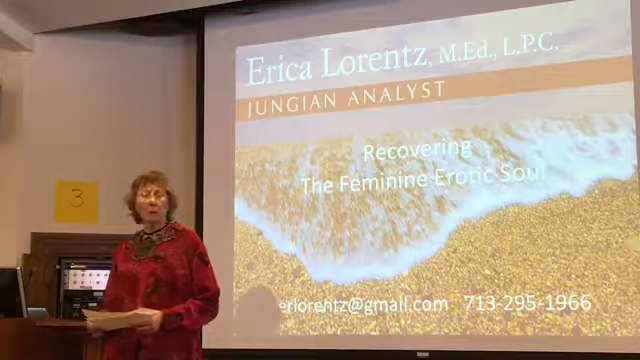 Erica Lorentz, M.Ed., L.P.C.
JUNGIAN ANALYST
Recovering
The Feminine Erotic Soul
3
erlorentz@gmail.com 713-295-1966